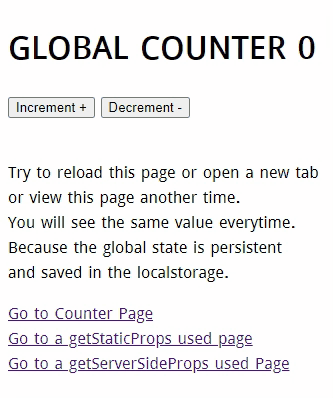 GLOBAL COUNTER 0
Increment + Decrement -
Try to reload this page or open a new tab
or view this page another time.
You will see the same value everytime.
Because the global state is persistent
and saved in the localstorage.
Go to Counter Page
Go to a getStaticProps used page
Go to a getServerSideProps used Page